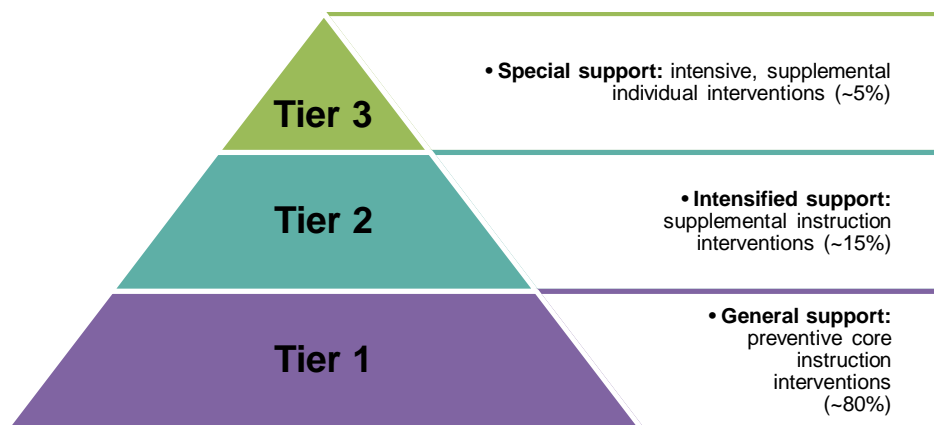 Tier 3
• Special support: intensive, supplemental
individual interventions (~5%)
Tier 2
• Intensified support:
supplemental instruction
interventions (~15%)
Tier 1
• General support:
preventive core
instruction
interventions
(~80%)